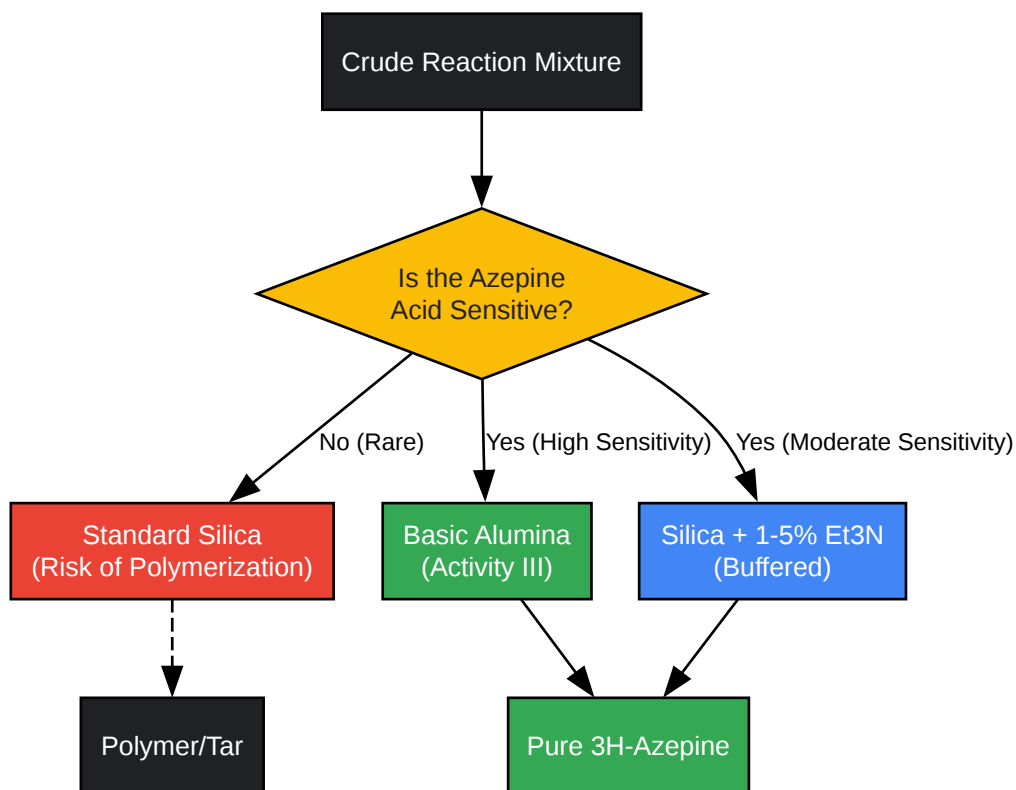 Crude Reaction Mixture
Is the Azepine
Acid Sensitive?
No (Rare)
Yes (High Sensitivity)
Yes (Moderate Sensitivity)
Standard Silica
(Risk of Polymerization)
Basic Alumina
(Activity III)
Silica + 1-5% Et3N
(Buffered)
Polymer/Tar
Pure 3H-Azepine